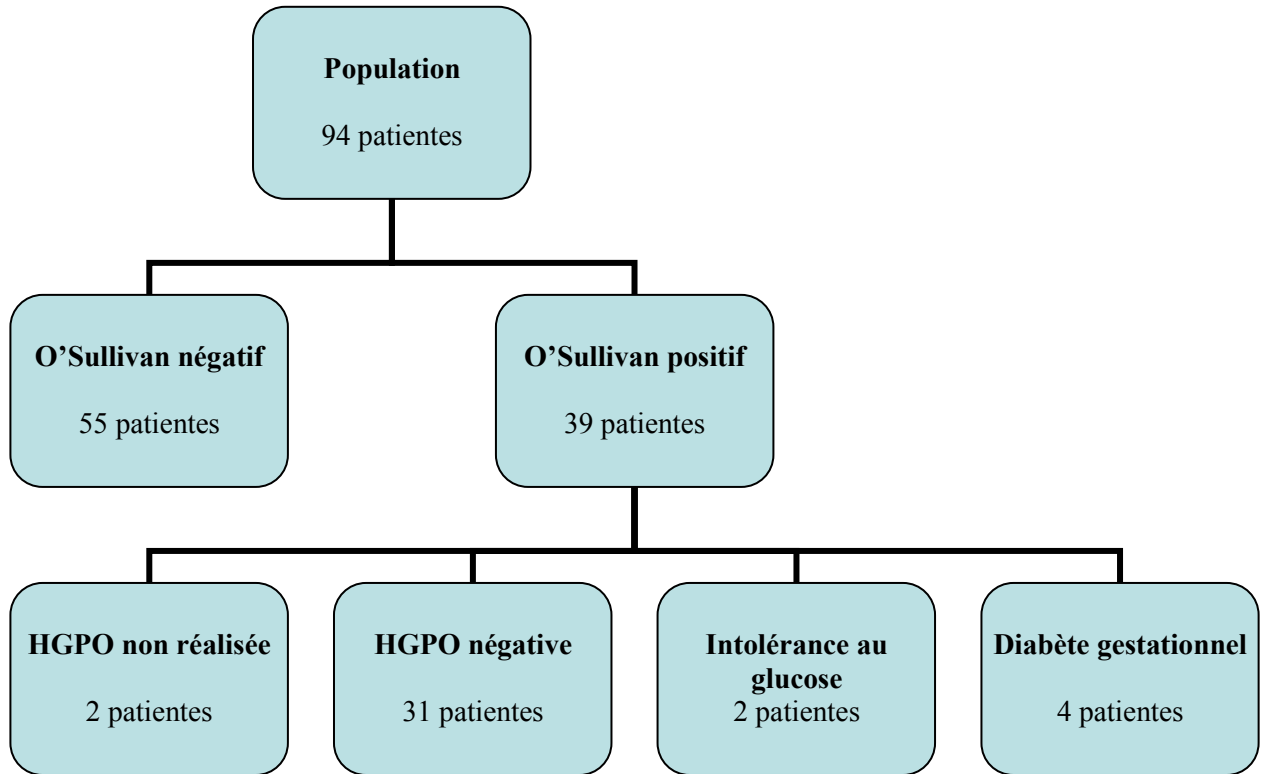 Population
94 patientes
O’Sullivan négatif
55 patientes
O’Sullivan positif
39 patientes
HGPO non réalisée
2 patientes
HGPO négative
31 patientes
Intolérance au
glucose
2 patientes
Diabète gestationnel
4 patientes